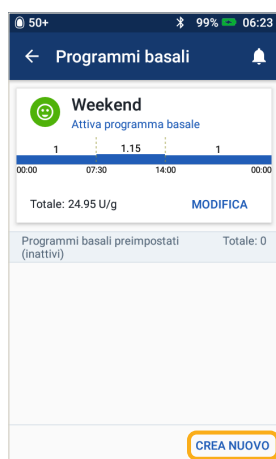 50+ 99% 06:23
Programmi basali
Weekend
Attiva programma basale
1 1.15 1
00:00 07:30 14:00 00:00
Totale: 24.95 U/g MODIFICA
Programmi basali preimpostati Totale: 0
(inattivi)
CREA NUOVO